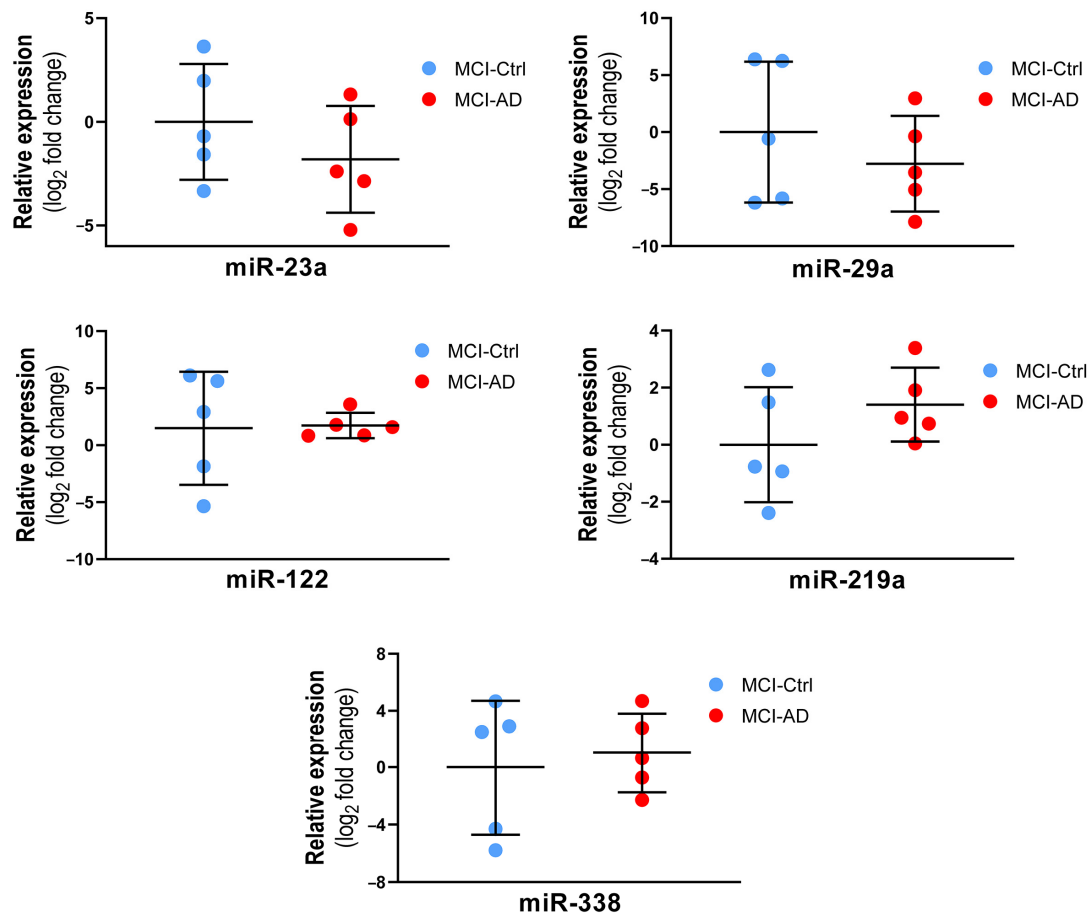 5
0
−5
Relative expression
(log2 fold change)
MCI-Ctrl
MCI-AD
miR-23a
10
5
0
−5
−10
Relative expression
(log2 fold change)
MCI-Ctrl
MCI-AD
miR-29a
10
5
0
−5
−10
Relative expression
(log2 fold change)
MCI-Ctrl
MCI-AD
miR-122
4
2
0
−2
−4
Relative expression
(log2 fold change)
MCI-Ctrl
MCI-AD
miR-219a
8
4
0
−4
−8
Relative expression
(log2 fold change)
MCI-Ctrl
MCI-AD
miR-338